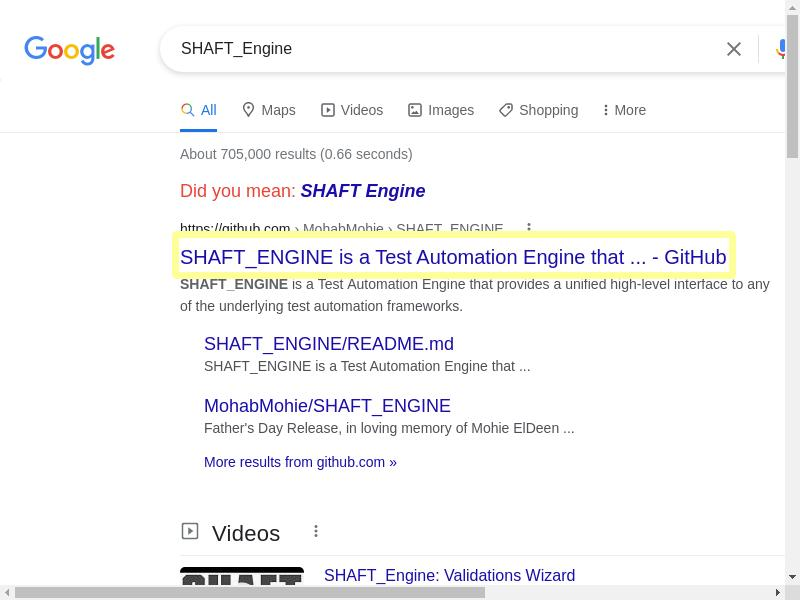 Google
SHAFT_Engine
All Maps Videos Images Shopping More
About 705,000 results (0.66 seconds)
Did you mean: SHAFT Engine
https://github.com › MohabMohie › SHAFT_ENGINE
SHAFT_ENGINE is a Test Automation Engine that ... - GitHub
SHAFT_ENGINE is a Test Automation Engine that provides a unified high-level interface to any
of the underlying test automation frameworks.
SHAFT_ENGINE/README.md
SHAFT_ENGINE is a Test Automation Engine that ...
MohabMohie/SHAFT_ENGINE
Father's Day Release, in loving memory of Mohie ElDeen ...
More results from github.com »
Videos
SHAFT
SHAFT_Engine: Validations Wizard